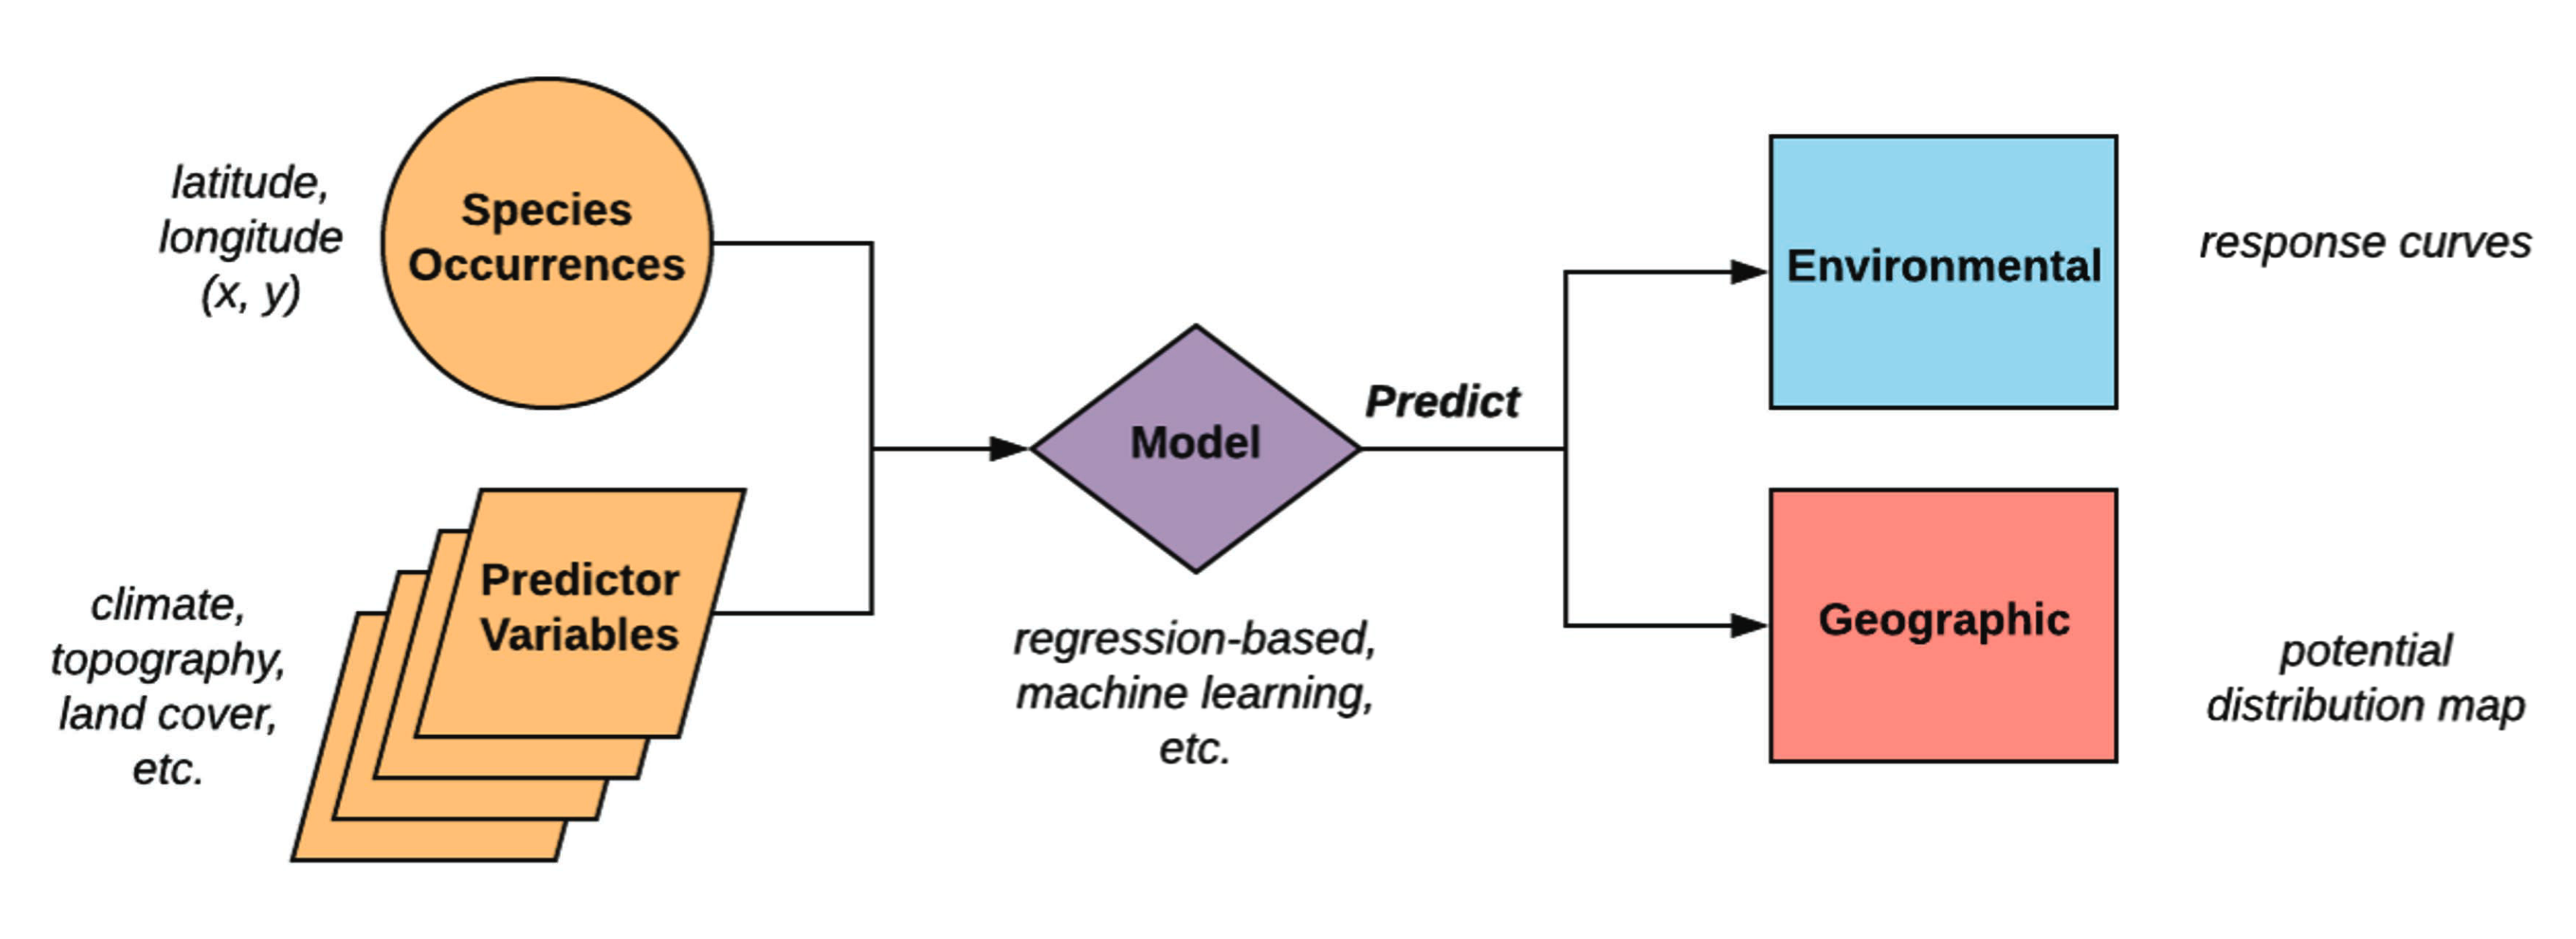 latitude,
longitude
(x, y)
Species
Occurrences
climate,
topography,
land cover,
etc.
Predictor
Variables
Model
regression-based,
machine learning,
etc.
Predict
Environmental
response curves
Geographic
potential
distribution map